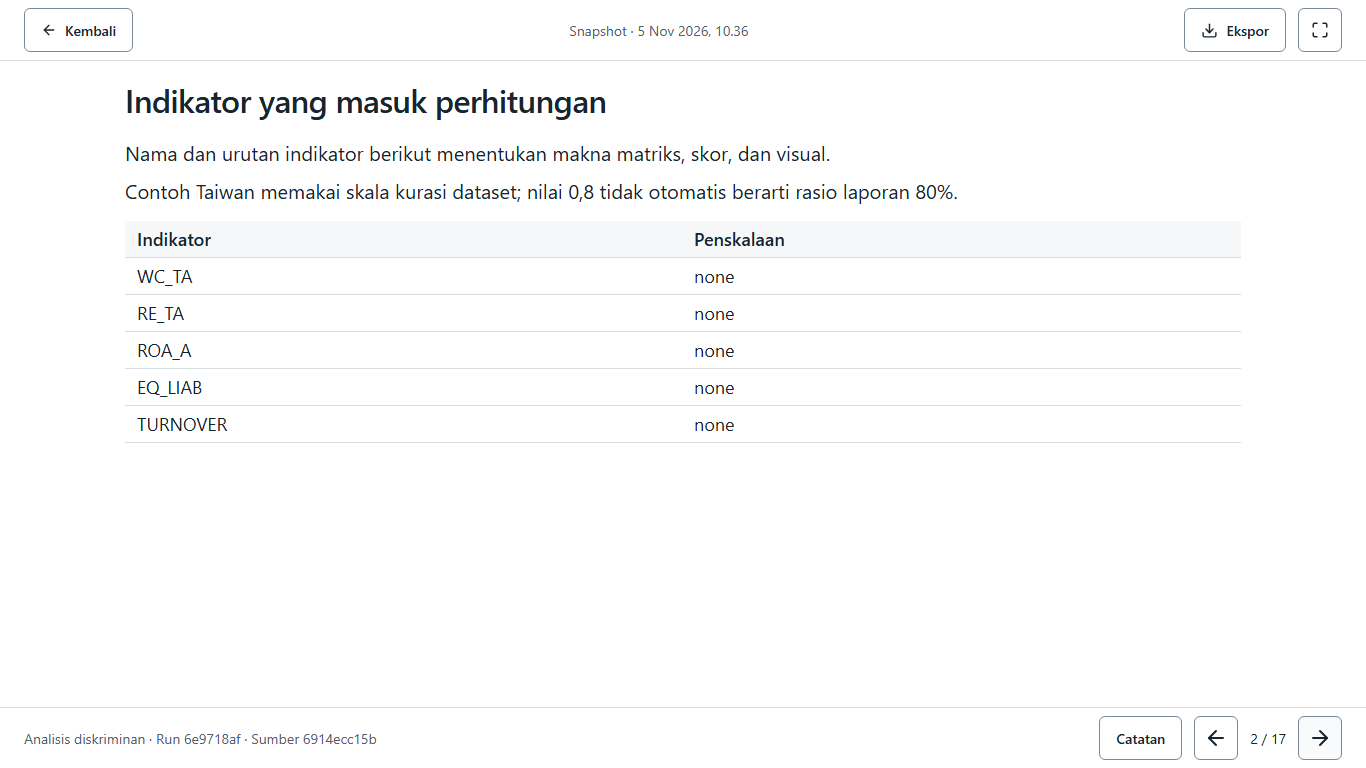 Kembali
Snapshot · 5 Nov 2026, 10.36
Ekspor
Indikator yang masuk perhitungan
Nama dan urutan indikator berikut menentukan makna matriks, skor, dan visual.
Contoh Taiwan memakai skala kurasi dataset; nilai 0,8 tidak otomatis berarti rasio laporan 80%.
Indikator Penskalaan
WC_TA none
RE_TA none
ROA_A none
EQ_LIAB none
TURNOVER none
Analisis diskriminan · Run 6e9718af · Sumber 6914ecc15b
Catatan
2 / 17